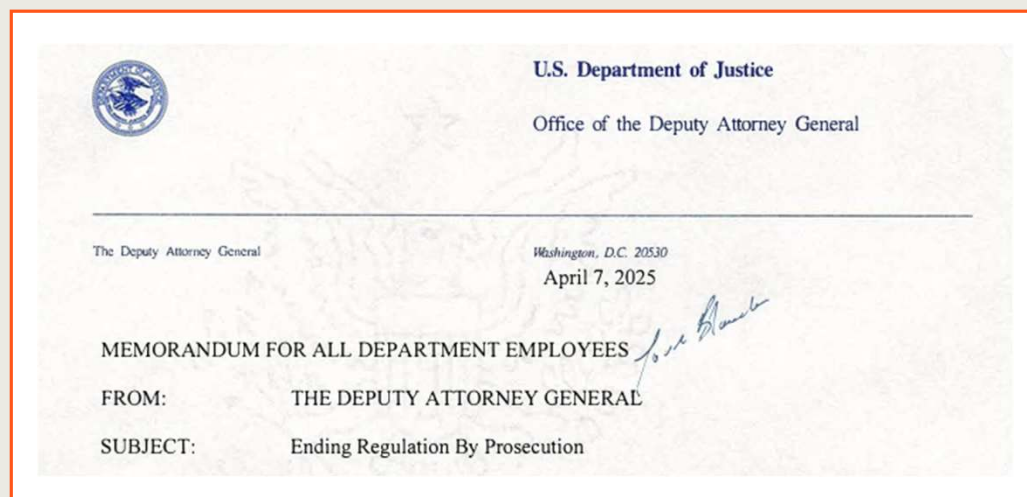 U.S. Department of Justice
Office of the Deputy Attorney General
The Deputy Attorney General
Washington, D.C. 20530
April 7, 2025
MEMORANDUM FOR ALL DEPARTMENT EMPLOYEES
FROM: THE DEPUTY ATTORNEY GENERAL
SUBJECT: Ending Regulation By Prosecution